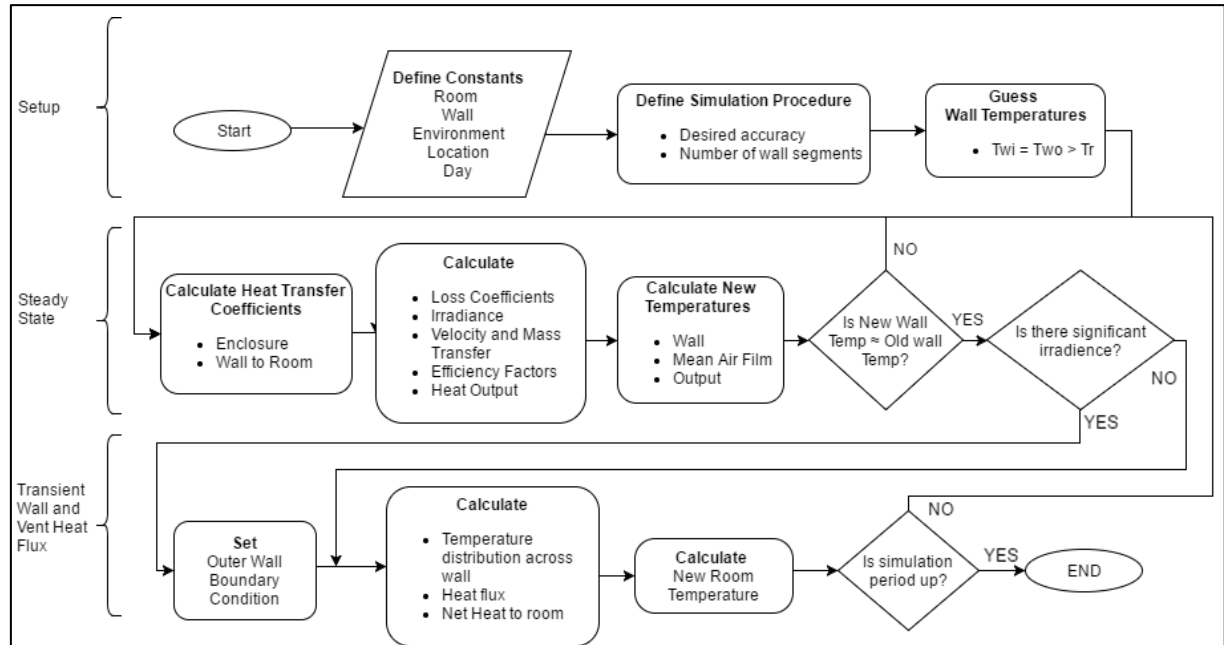 Setup
Start
Define Constants
Room
Wall
Environment
Location
Day
Define Simulation Procedure
• Desired accuracy
• Number of wall segments
Guess
Wall Temperatures
• Twi = Two > Tr
Steady
State
Calculate Heat Transfer
Coefficients
• Enclosure
• Wall to Room
Calculate
• Loss Coefficients
• Irradiance
• Velocity and Mass
Transfer
• Efficiency Factors
• Heat Output
Calculate New
Temperatures
• Wall
• Mean Air Film
• Output
NO
Is New Wall
Temp ≈ Old wall
Temp?
YES
Is there significant
irradience?
NO
YES
Transient
Wall and
Vent Heat
Flux
Set
Outer Wall
Boundary
Condition
Calculate
• Temperature
distribution across
wall
• Heat flux
• Net Heat to room
Calculate
New Room
Temperature
NO
Is simulation
period up?
YES
END